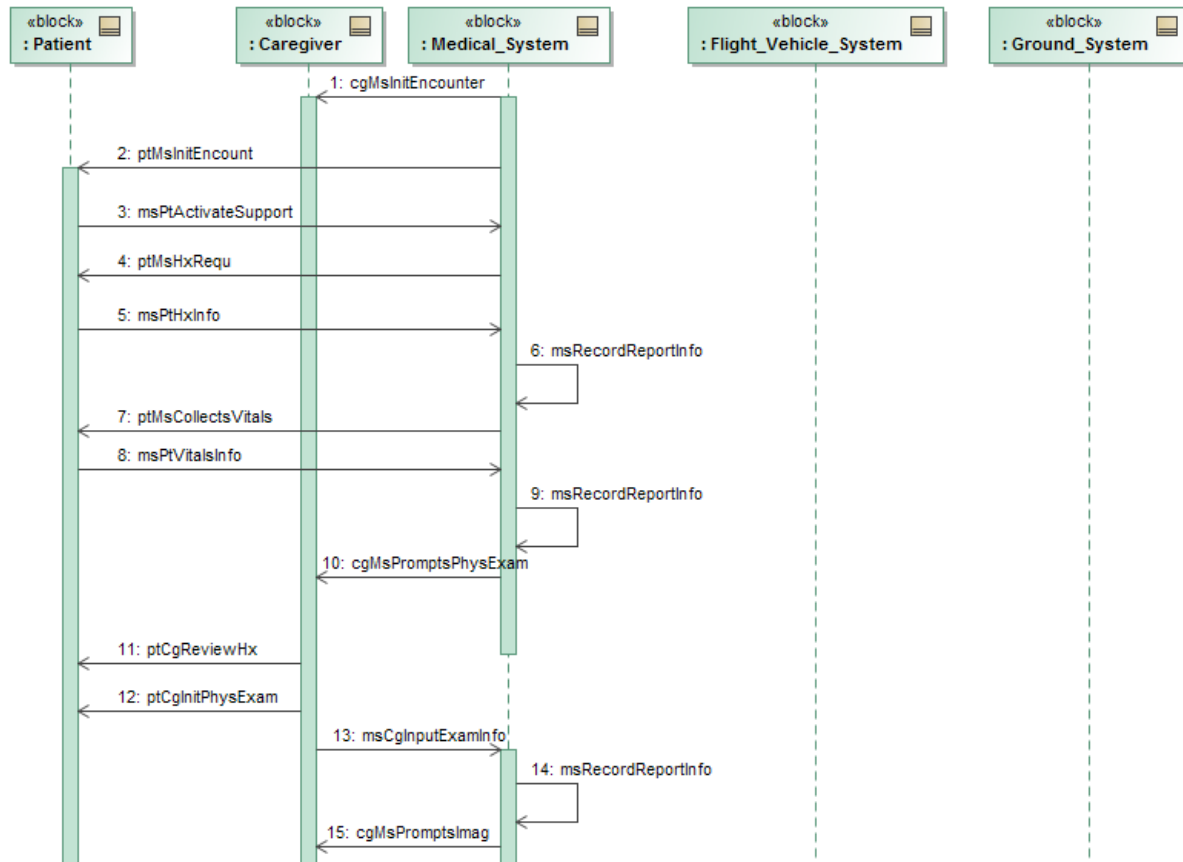 «block»
: Patient
«block»
: Caregiver
«block»
: Medical_System
«block»
: Flight_Vehicle_System
«block»
: Ground_System
1: cgMsInitEncounter
2: ptMsInitEncount
3: msPtActivateSupport
4: ptMsHxRequ
5: msPtHxInfo
6: msRecordReportInfo
7: ptMsCollectsVitals
8: msPtVitalsInfo
9: msRecordReportInfo
10: cgMsPromptsPhysExam
11: ptCgReviewHx
12: ptCgInitPhysExam
13: msCgInputExamInfo
14: msRecordReportInfo
15: cgMsPromptsImag